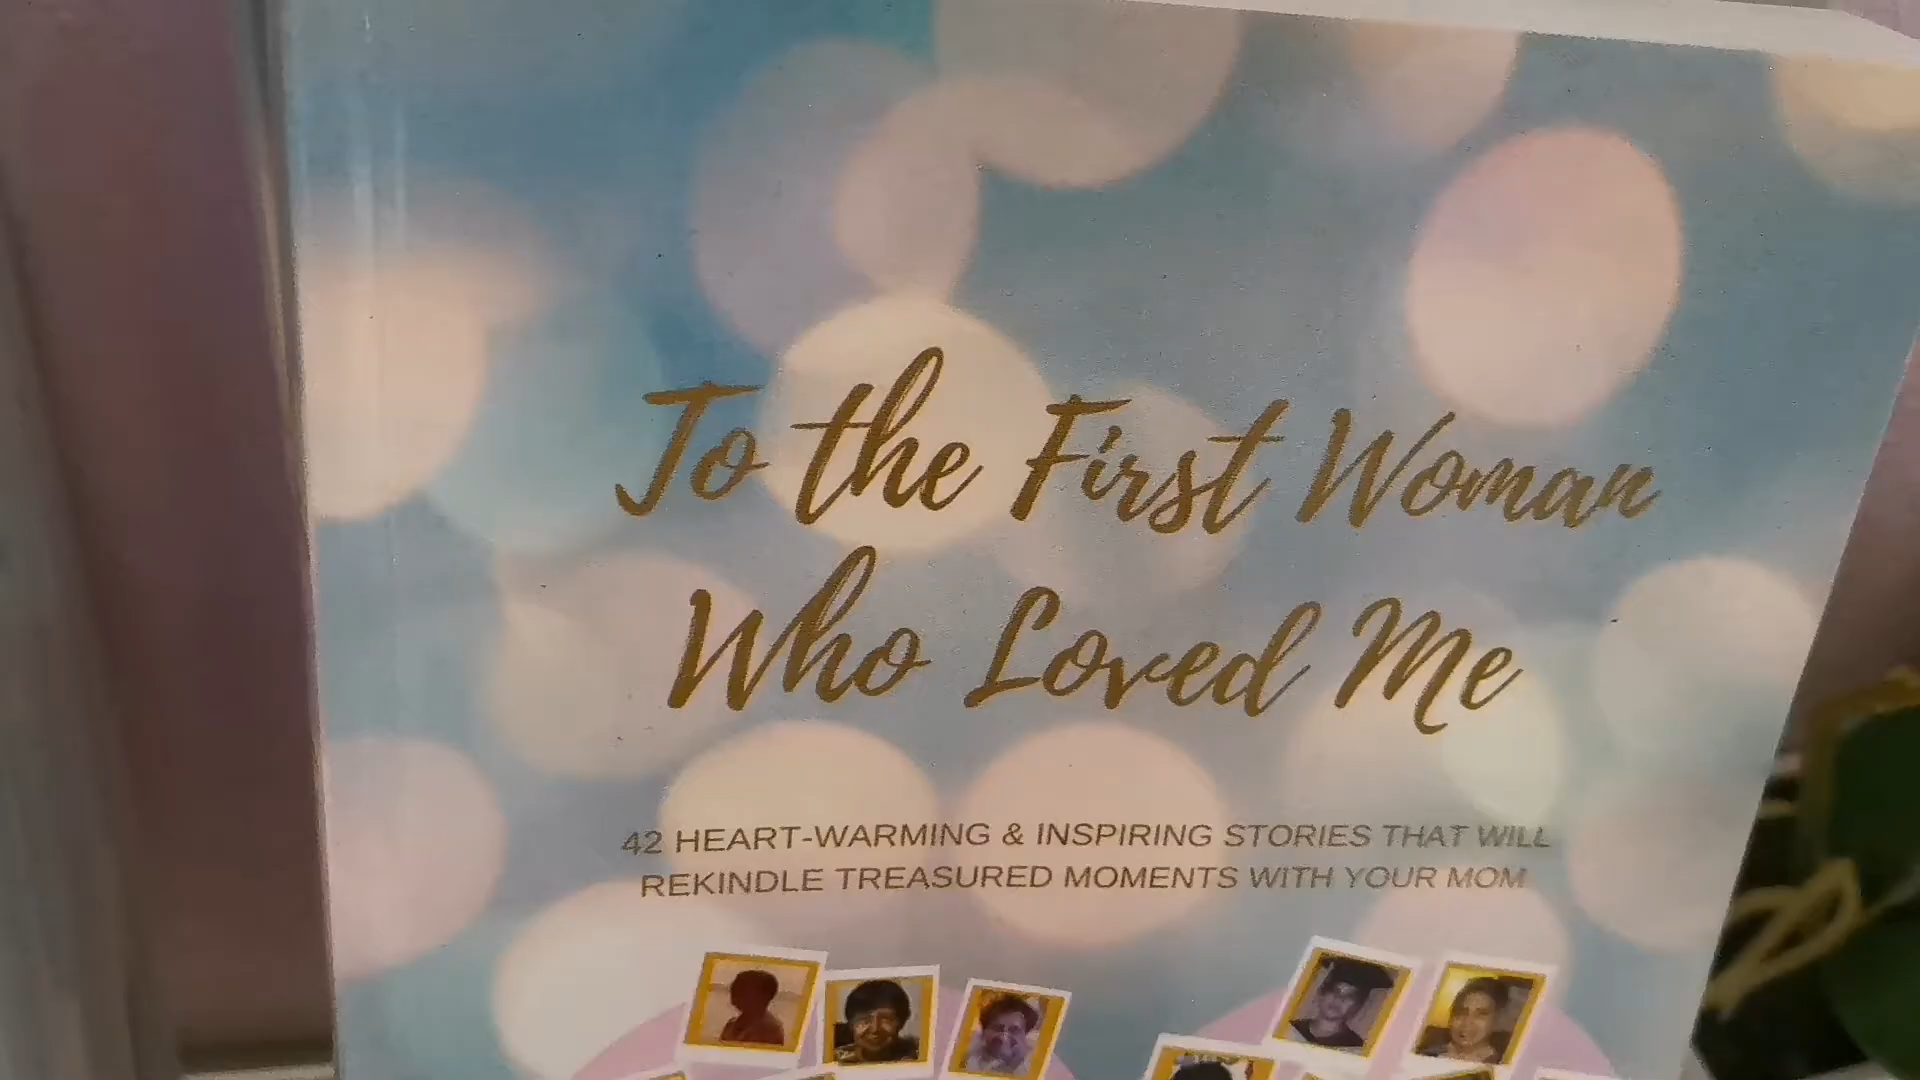 To the First Woman
Who Loved Me
42 HEART-WARMING & INSPIRING STORIES THAT WILL
REKINDLE TREASURED MOMENTS WITH YOUR MOM